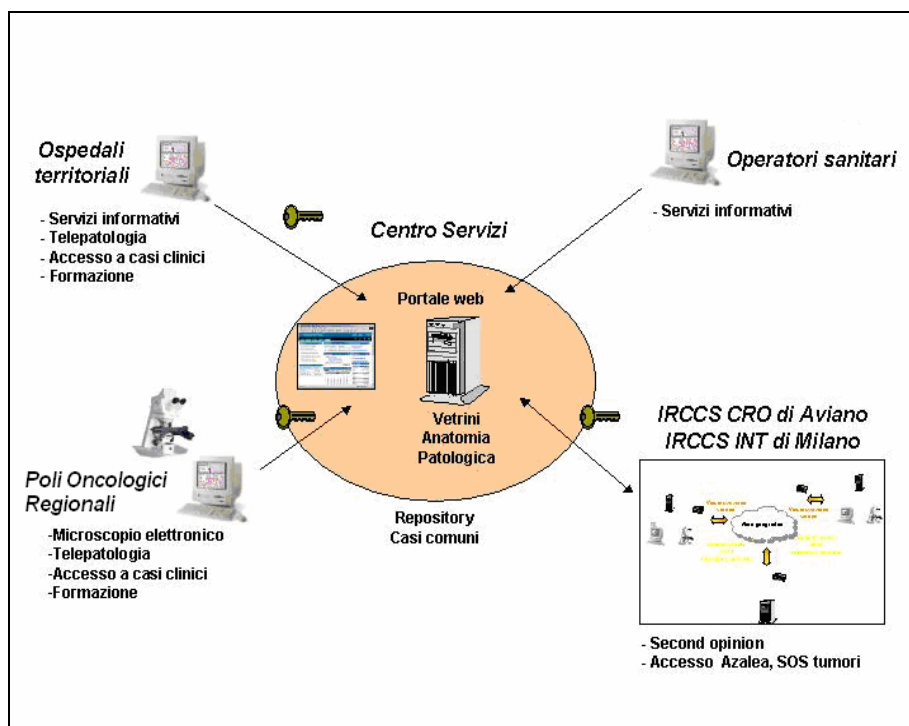 Ospedali
territoriali
- Servizi informativi
- Telepatologia
- Accesso a casi clinici
- Formazione
Operatori sanitari
- Servizi informativi
Centro Servizi
Portale web
Vetrini
Anatomia
Patologica
Repository
Casi comuni
Poli Oncologici
Regionali
-Microscopio elettronico
-Telepatologia
-Accesso a casi clinici
-Formazione
IRCCS CRO di Aviano
IRCCS INT di Milano
- Second opinion
- Accesso Azalea, SOS tumori